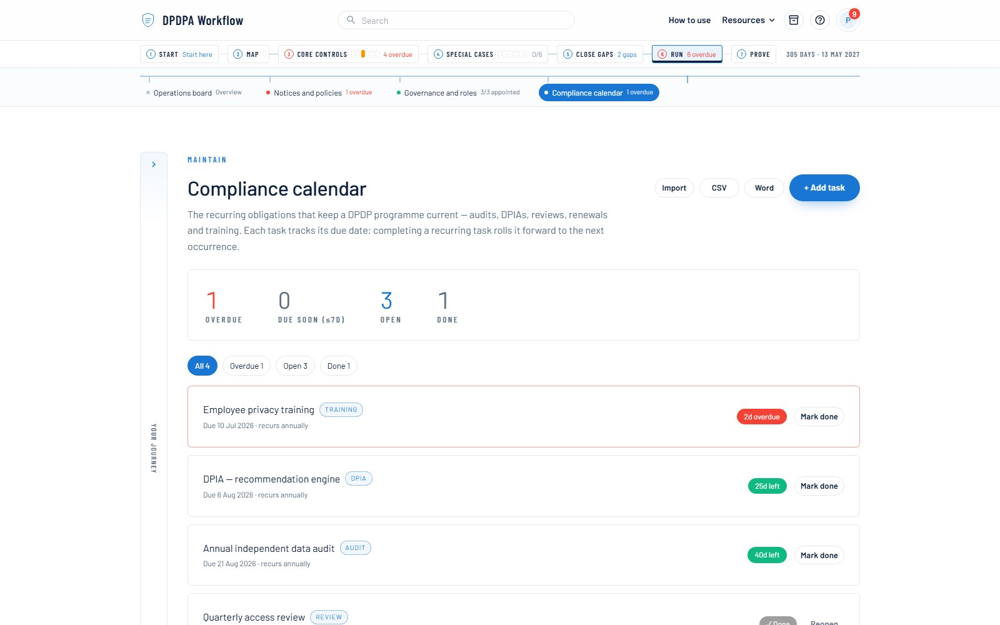 DPDPA Workflow
Search
How to use
Resources
P
9
1 START Start here
2 MAP
3 CORE CONTROLS 4 overdue
4 SPECIAL CASES 0/6
5 CLOSE GAPS 2 gaps
6 RUN 6 overdue
7 PROVE
305 DAYS · 13 MAY 2027
Operations board Overview
Notices and policies 1 overdue
Governance and roles 3/3 appointed
Compliance calendar 1 overdue
YOUR JOURNEY
MAINTAIN
Compliance calendar
Import
CSV
Word
+ Add task
The recurring obligations that keep a DPDP programme current — audits, DPIAs, reviews, renewals
and training. Each task tracks its due date; completing a recurring task rolls it forward to the next
occurrence.
1 0 3 1
OVERDUE DUE SOON (≤7D) OPEN DONE
All 4 Overdue 1 Open 3 Done 1
Employee privacy training TRAINING
Due 10 Jul 2026 · recurs annually
2d overdue Mark done
DPIA — recommendation engine DPIA
Due 6 Aug 2026 · recurs annually
25d left Mark done
Annual independent data audit AUDIT
Due 21 Aug 2026 · recurs annually
40d left Mark done
Quarterly access review REVIEW
✓ Done Reopen